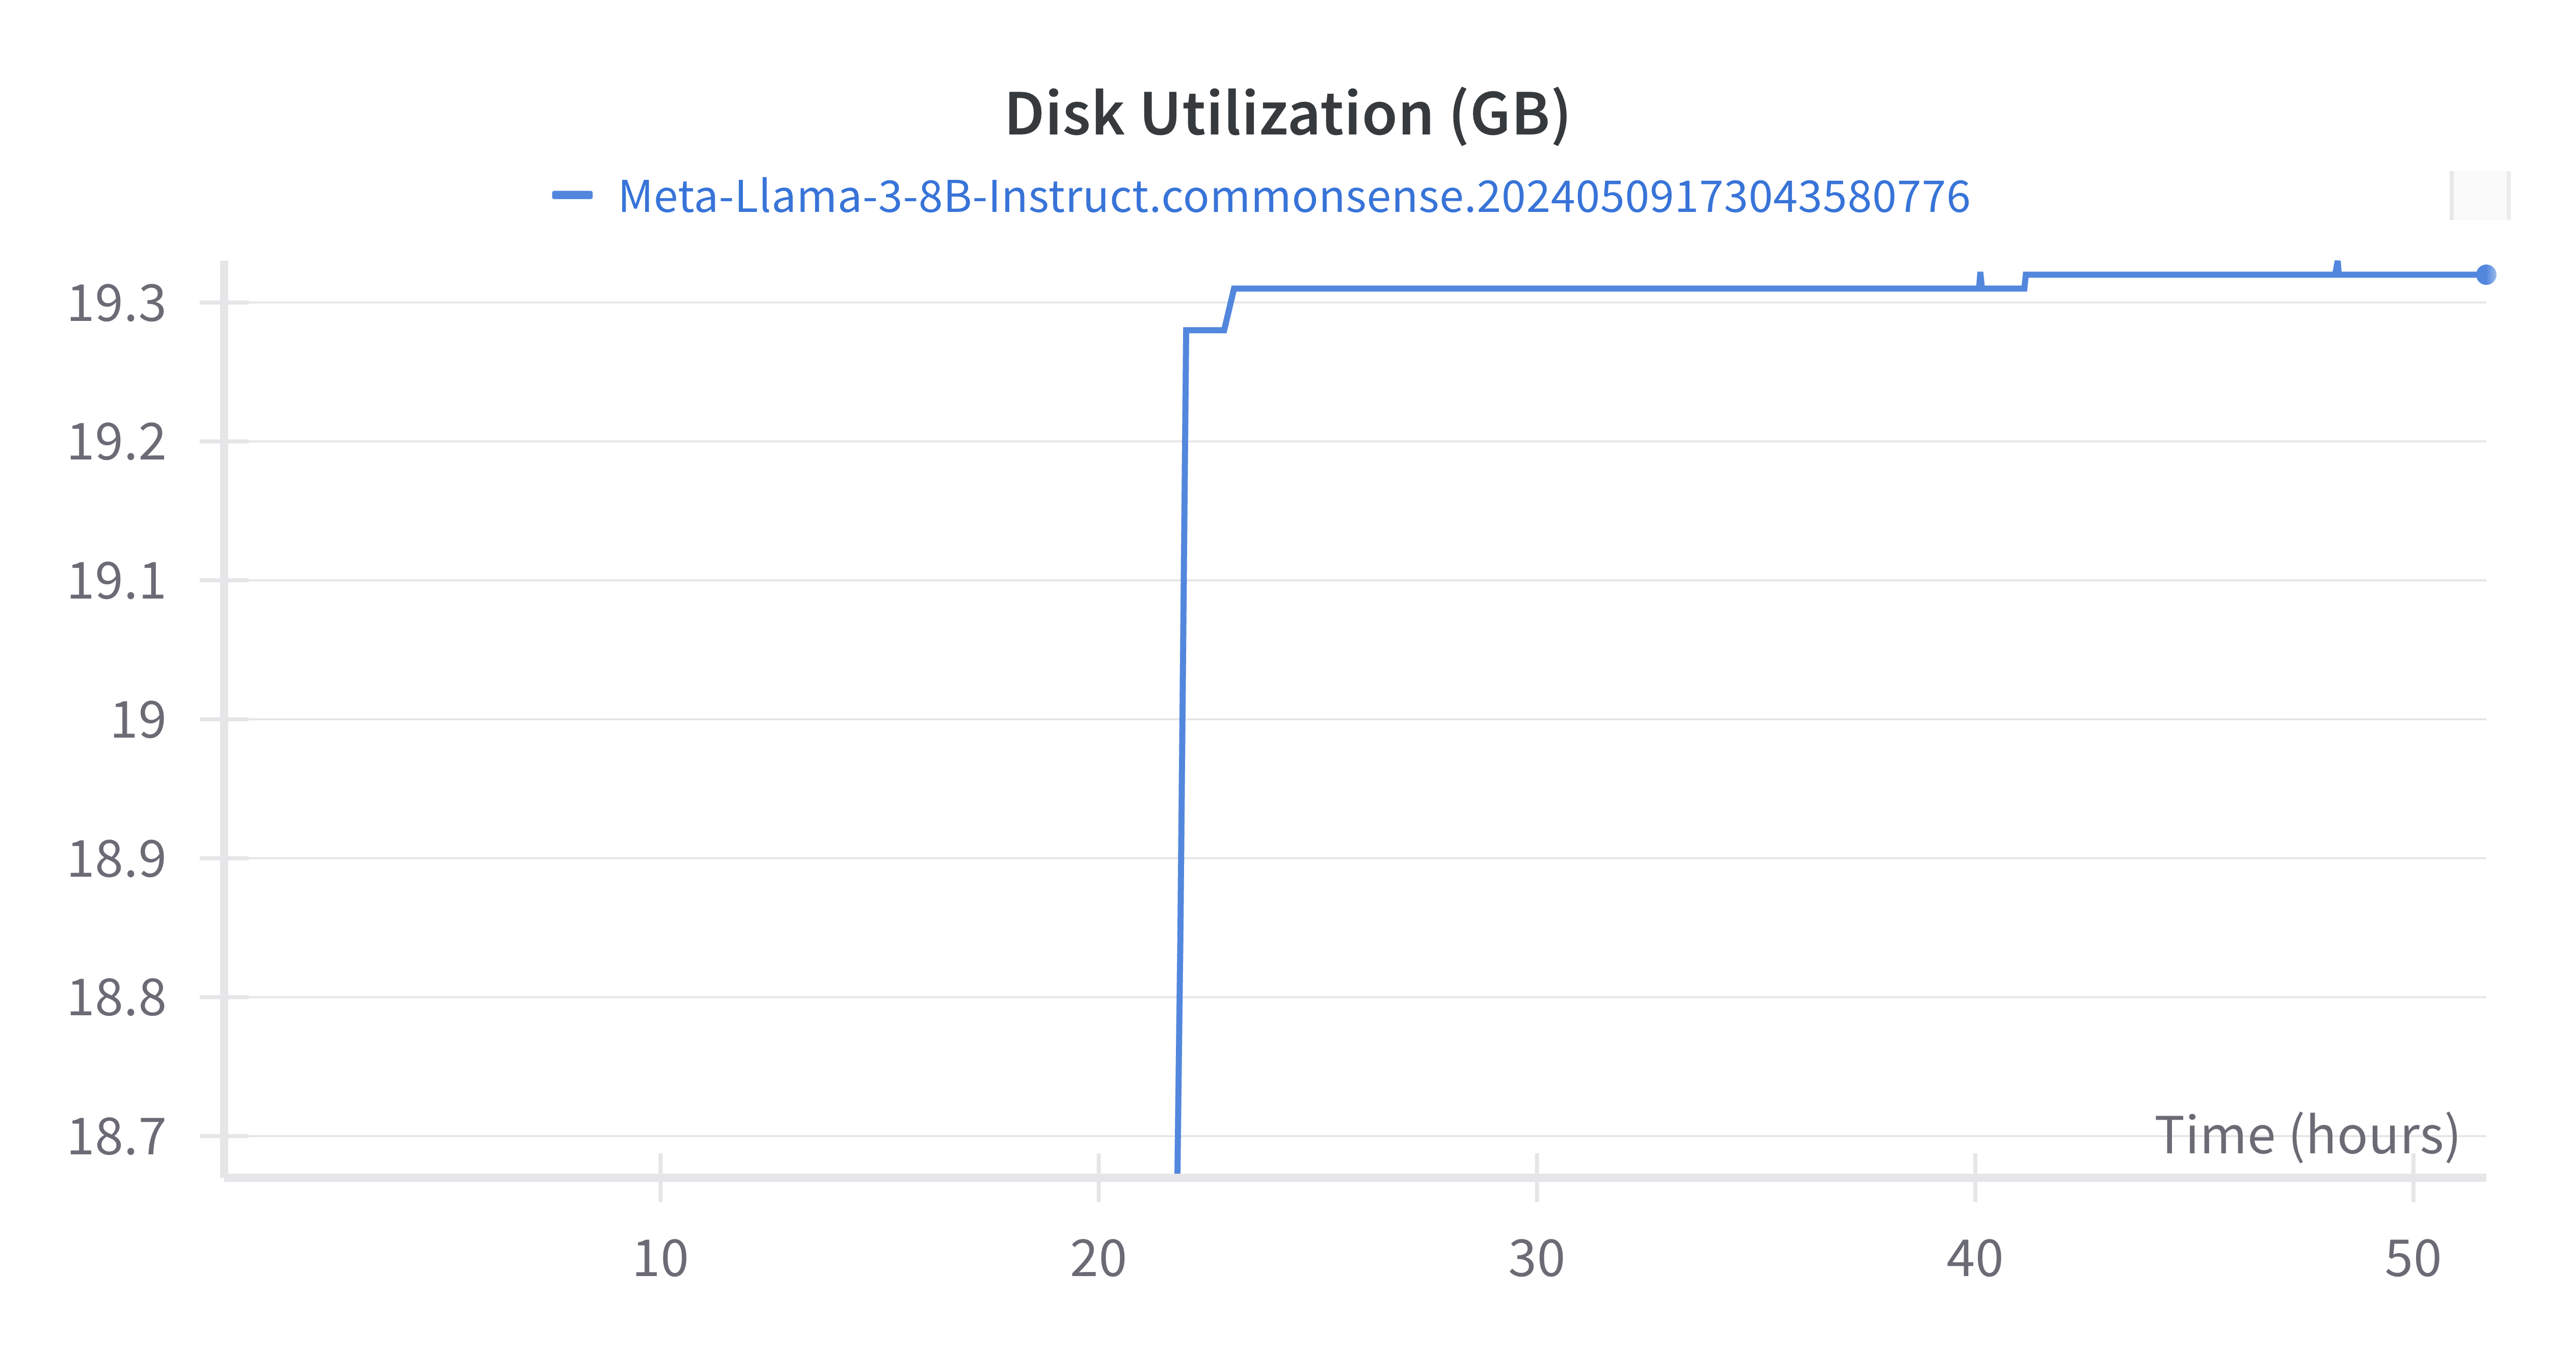 Disk Utilization (GB)
Meta-Llama-3-8B-Instruct.commonsense.20240509173043580776
19.3
19.2
19.1
19
18.9
18.8
18.7
Time (hours)
10 20 30 40 50